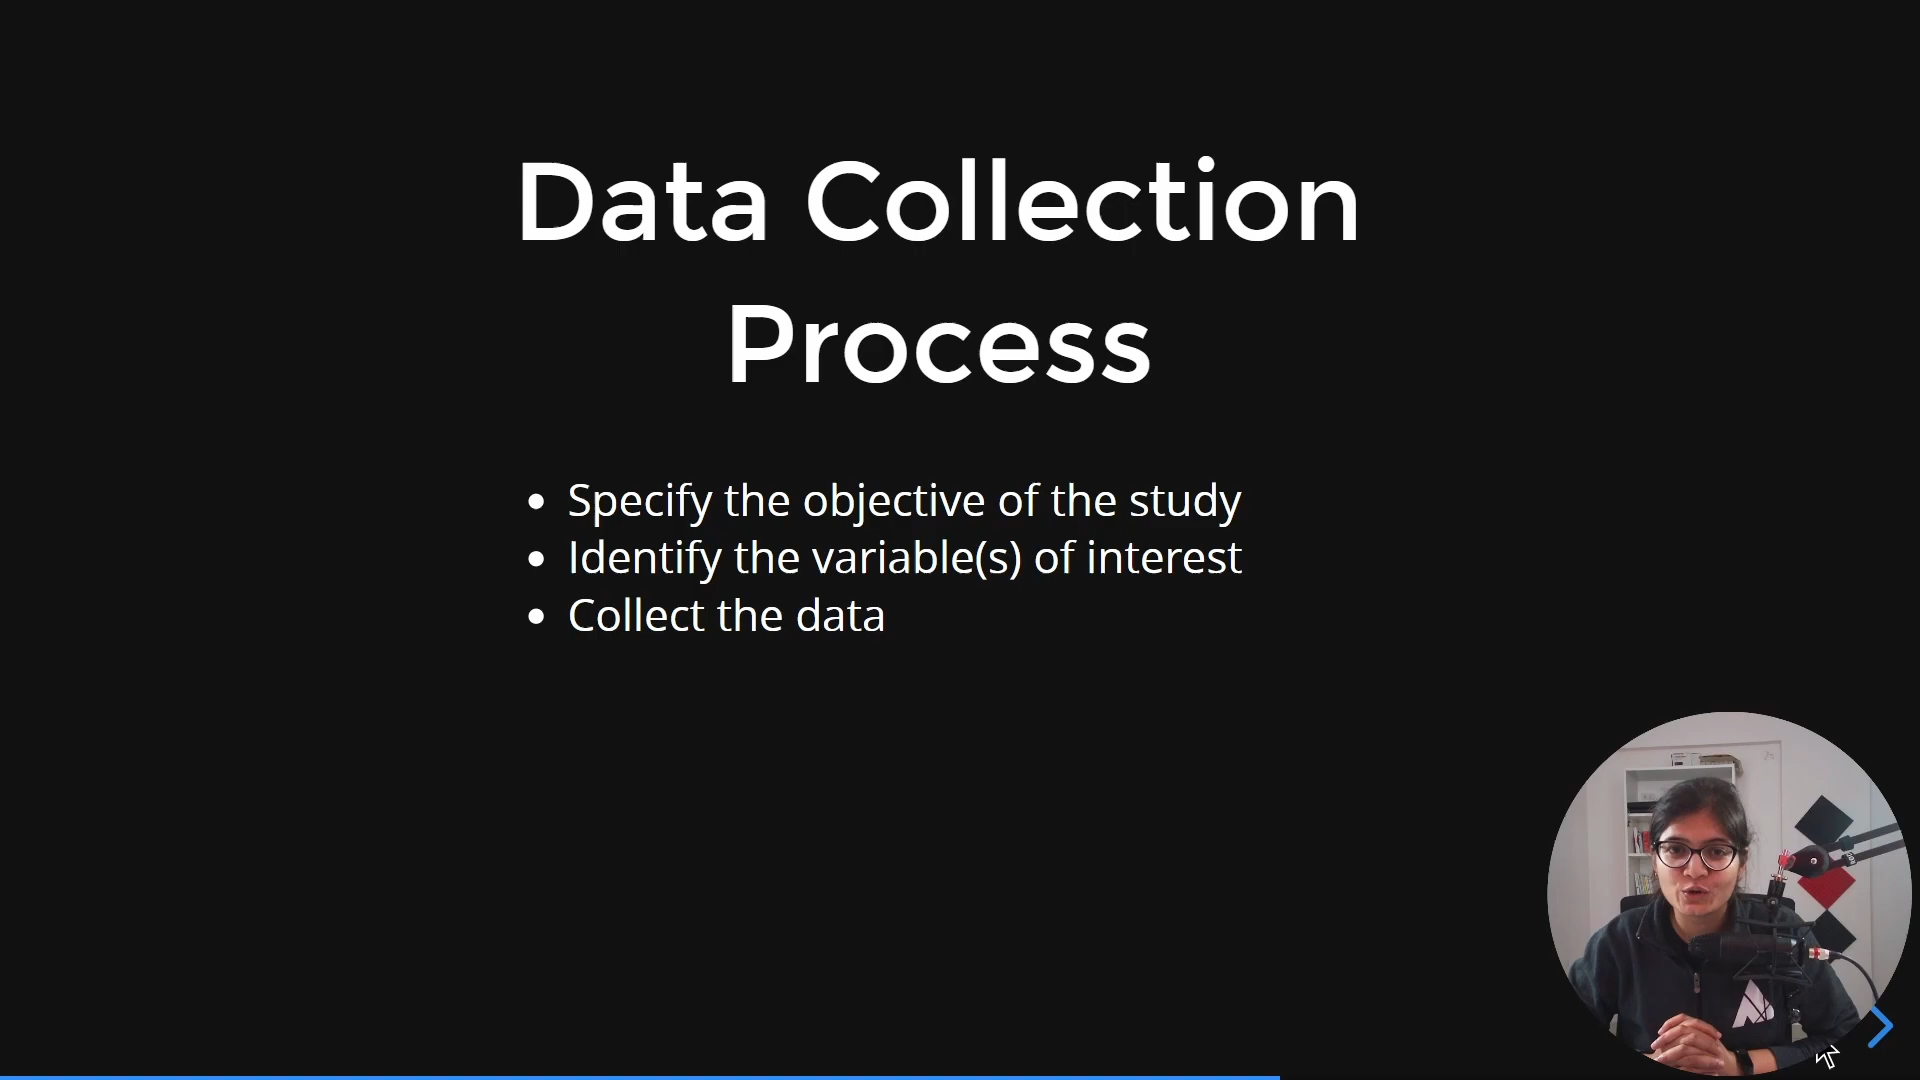 Data Collection
Process
• Specify the objective of the study
• Identify the variable(s) of interest
• Collect the data